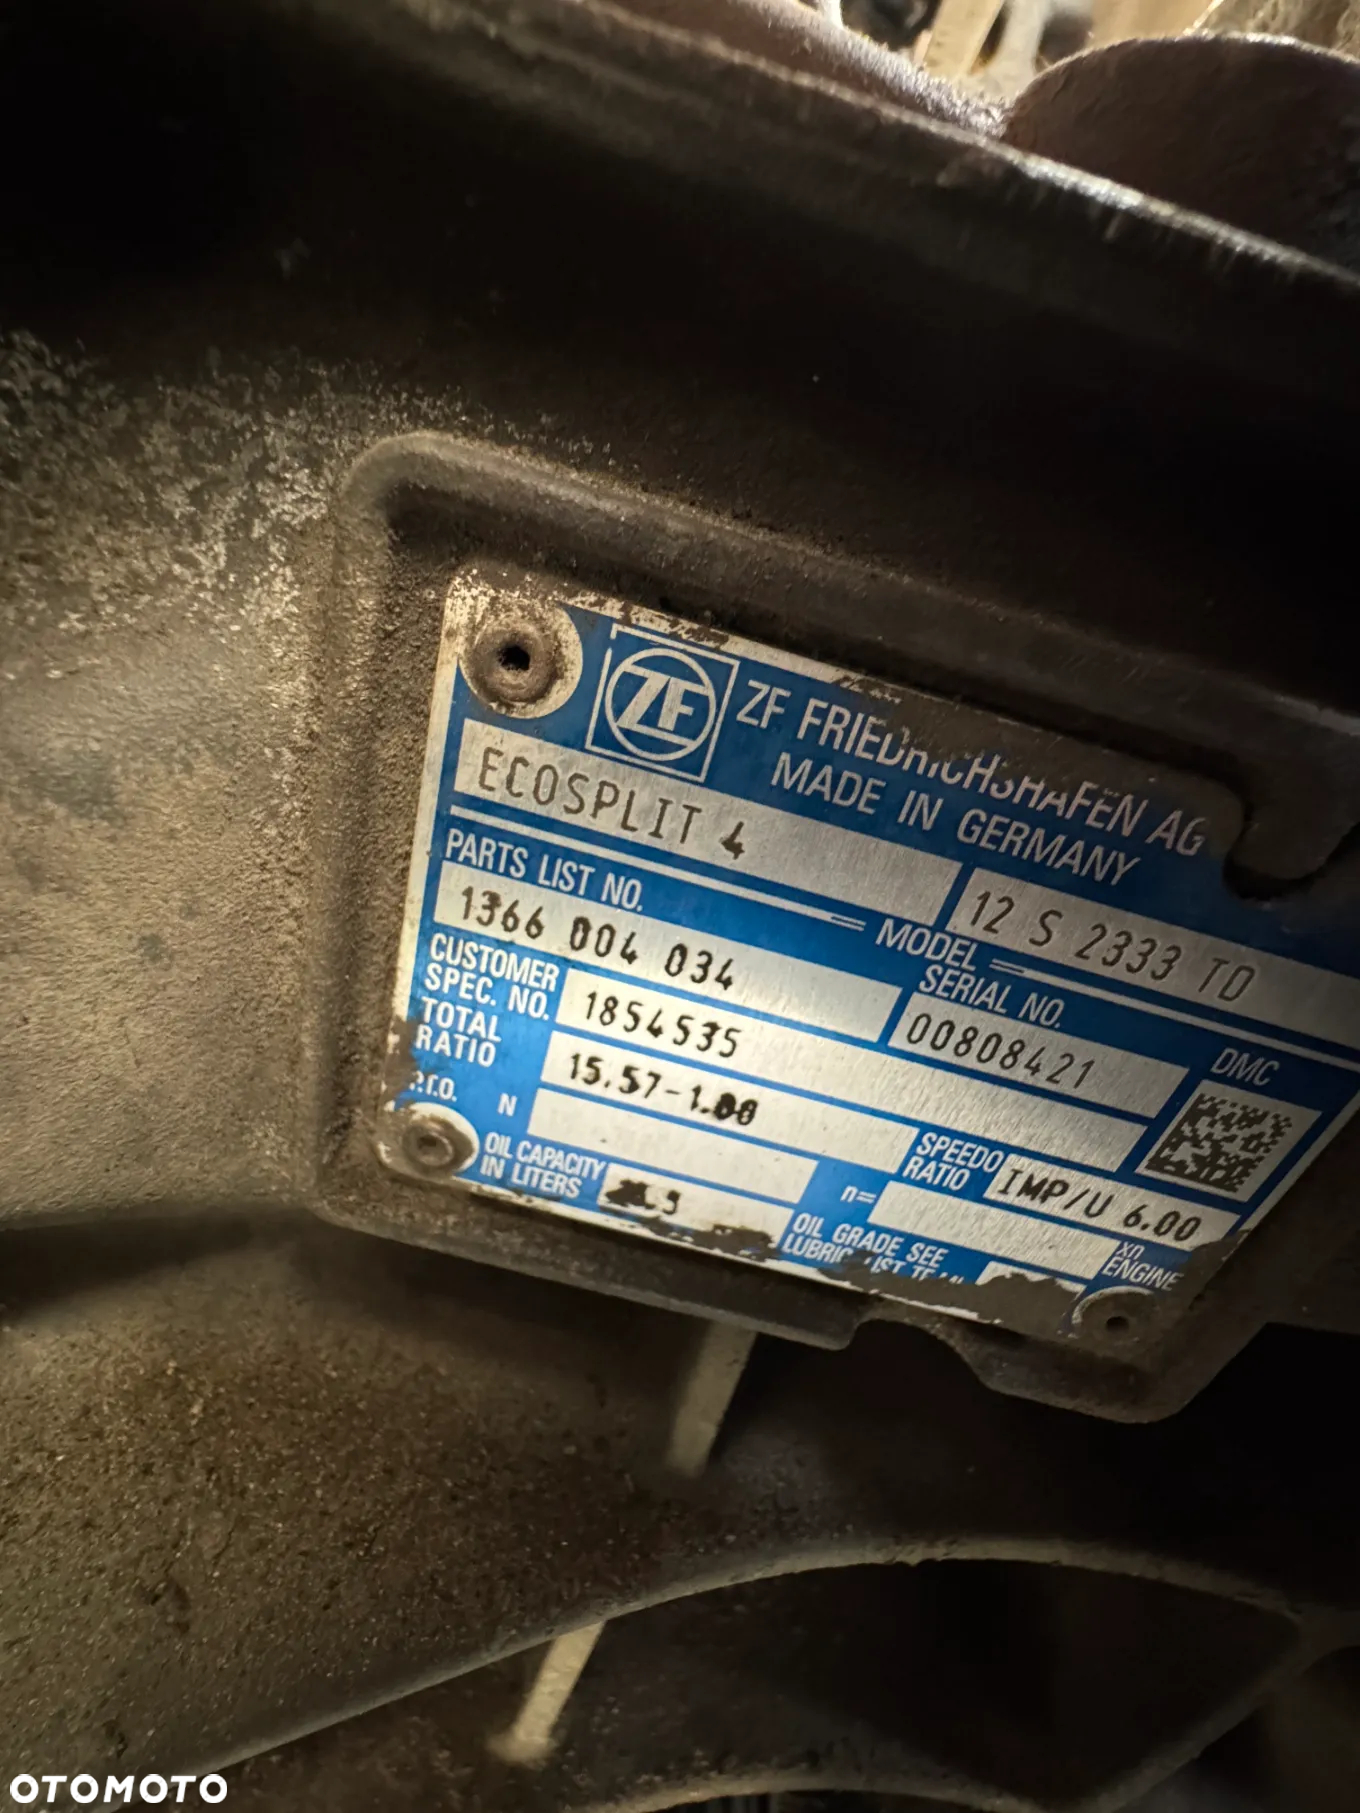 ZF
ZF FRIEDRICHSHAFEN AG
MADE IN GERMANY
ECOSPLIT 4
12 S 2333 TD
PARTS LIST NO.
MODEL
1366 004 034
SERIAL NO.
00808421
CUSTOMER
SPEC. NO.
1854535
DMC
TOTAL
RATIO
15.57-1.00
SPEEDO
RATIO
IMP/U 6.00
P.T.O.
N
n=
xn
ENGINE
OIL CAPACITY
IN LITERS
OIL GRADE SEE
OTOMOTO